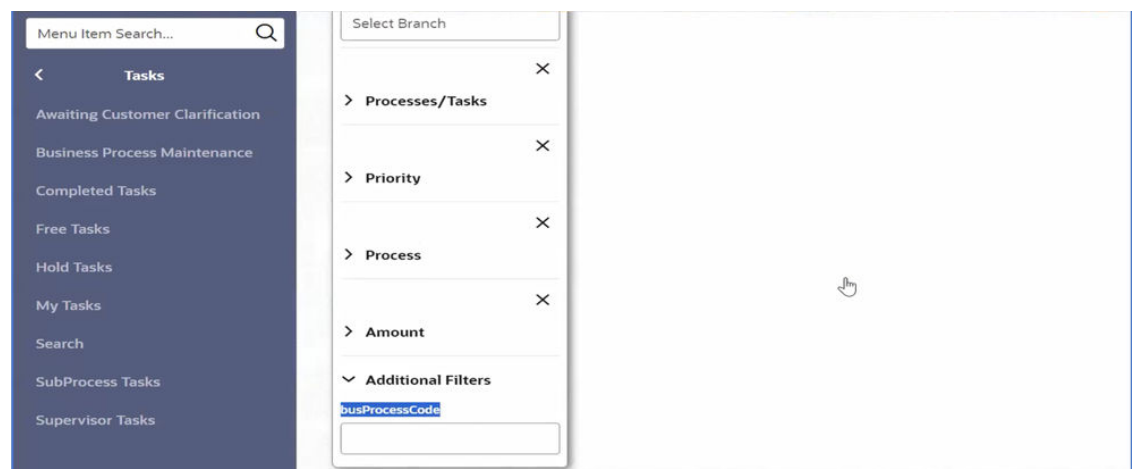 Menu Item Search...
Tasks
Awaiting Customer Clarification
Business Process Maintenance
Completed Tasks
Free Tasks
Hold Tasks
My Tasks
Search
SubProcess Tasks
Supervisor Tasks
Select Branch
Processes/Tasks
Priority
Process
Amount
Additional Filters
busProcessCode